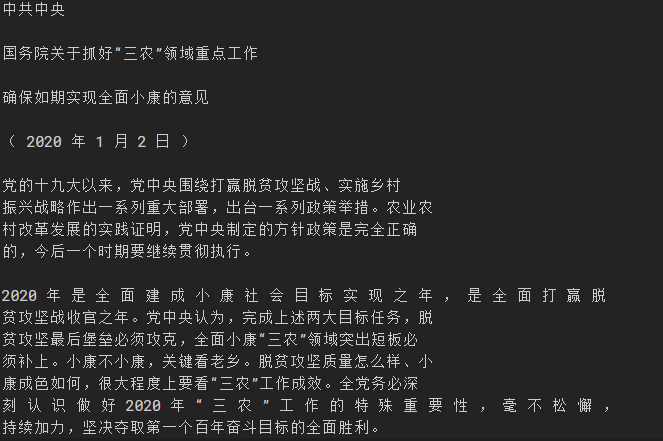 中共中央
国务院关于抓好“三农”领域重点工作
确保如期实现全面小康的意见
（ 2020 年 1 月 2 日 ）
党的十九大以来，党中央围绕打赢脱贫攻坚战、实施乡村
振兴战略作出一系列重大部署，出台一系列政策举措。农业农
村改革发展的实践证明，党中央制定的方针政策是完全正确
的，今后一个时期要继续贯彻执行。
2020 年 是 全 面 建 成 小 康 社 会 目 标 实 现 之 年 ， 是 全 面 打 赢 脱
贫攻坚战收官之年。党中央认为，完成上述两大目标任务，脱
贫攻坚最后堡垒必须攻克，全面小康“三农”领域突出短板必
须补上。小康不小康，关键看老乡。脱贫攻坚质量怎么样、小
康成色如何，很大程度上要看“三农”工作成效。全党务必深
刻 认 识 做 好 2020 年 “ 三 农 ” 工 作 的 特 殊 重 要 性 ， 毫 不 松 懈 ，
持续加力，坚决夺取第一个百年奋斗目标的全面胜利。